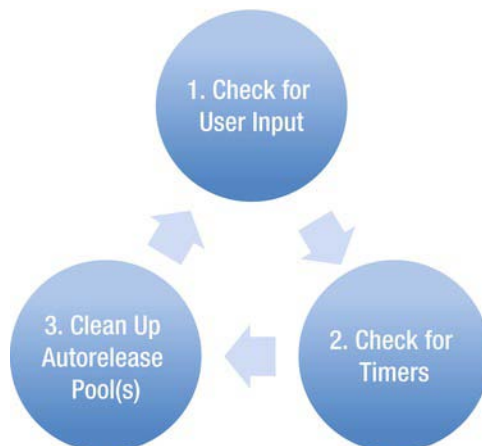 1. Check for
User Input
2. Check for
Timers
3. Clean Up
Autorelease
Pool(s)